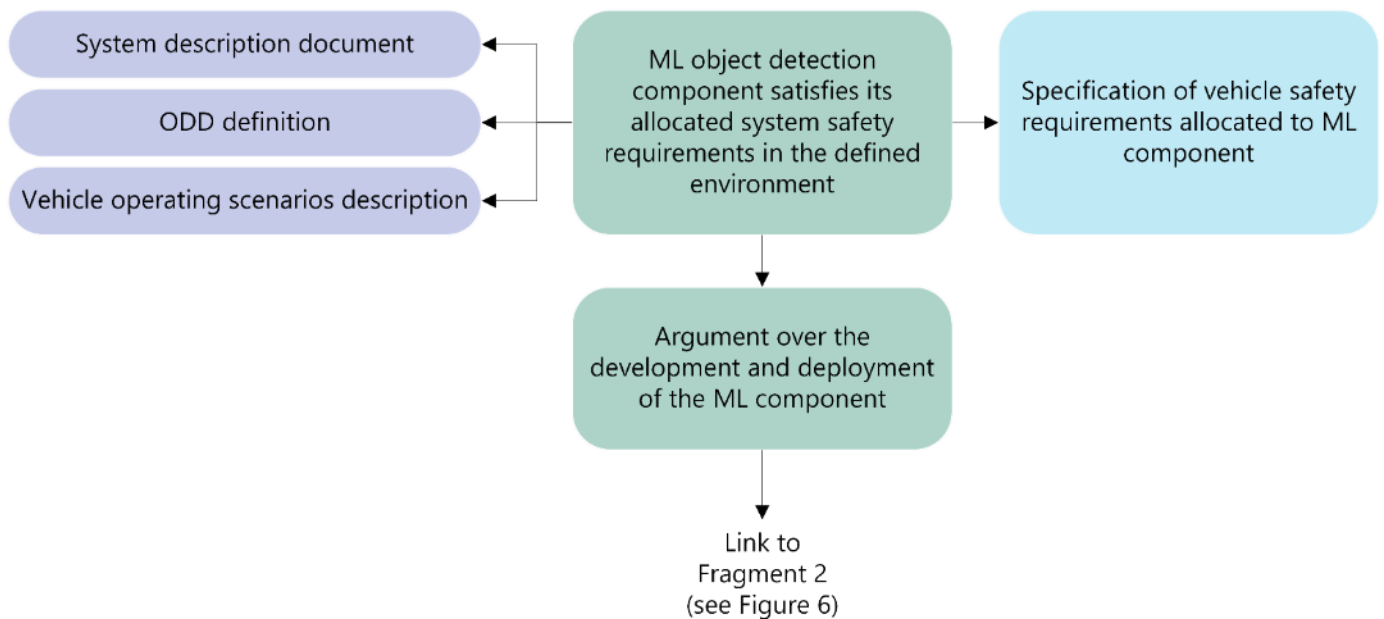 System description document
ODD definition
Vehicle operating scenarios description
ML object detection
component satisfies its
allocated system safety
requirements in the defined
environment
Specification of vehicle safety
requirements allocated to ML
component
Argument over the
development and deployment
of the ML component
Link to
Fragment 2
(see Figure 6)